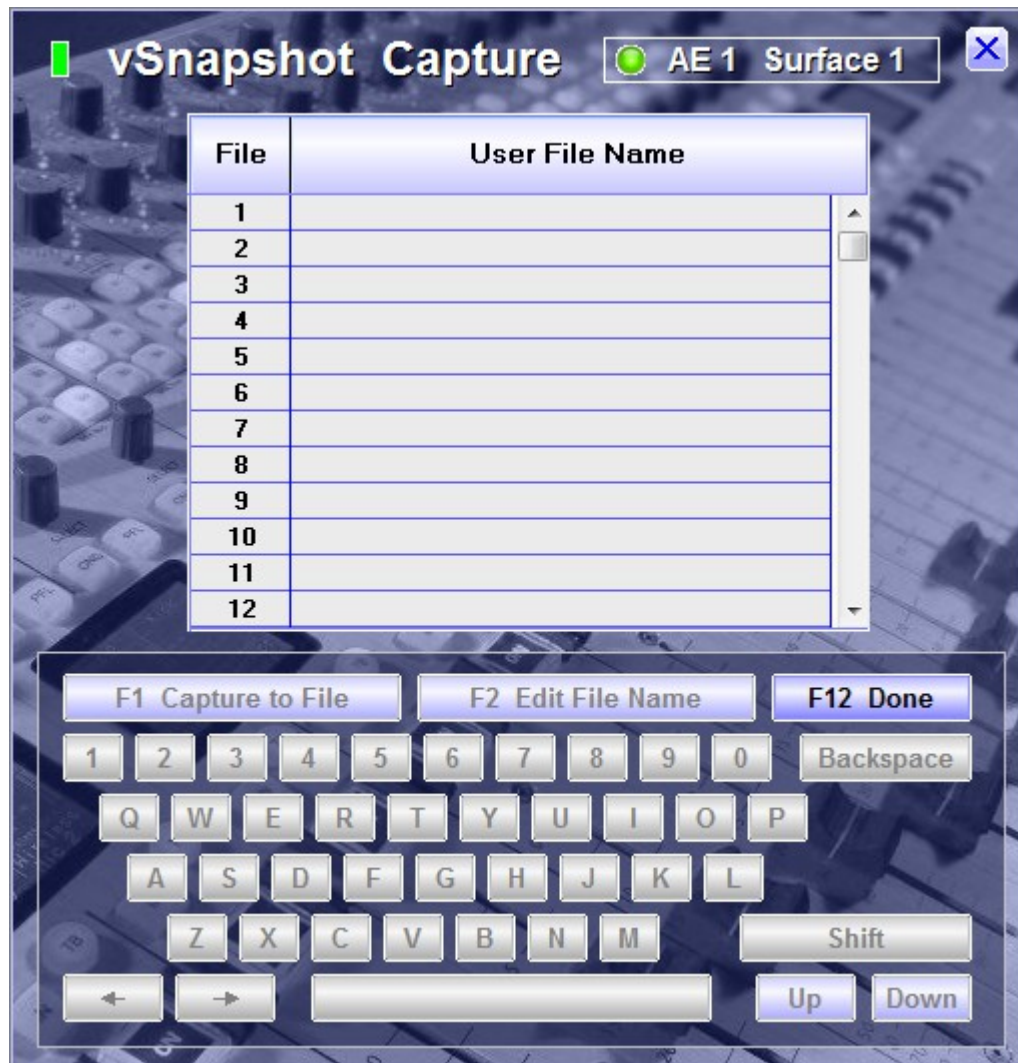 vSnapshot Capture AE 1 Surface 1
File User File Name
1
2
3
4
5
6
7
8
9
10
11
12
F1 Capture to File F2 Edit File Name F12 Done
1 2 3 4 5 6 7 8 9 0 Backspace
Q W E R T Y U I O P
A S D F G H J K L
Z X C V B N M Shift
← → Up Down